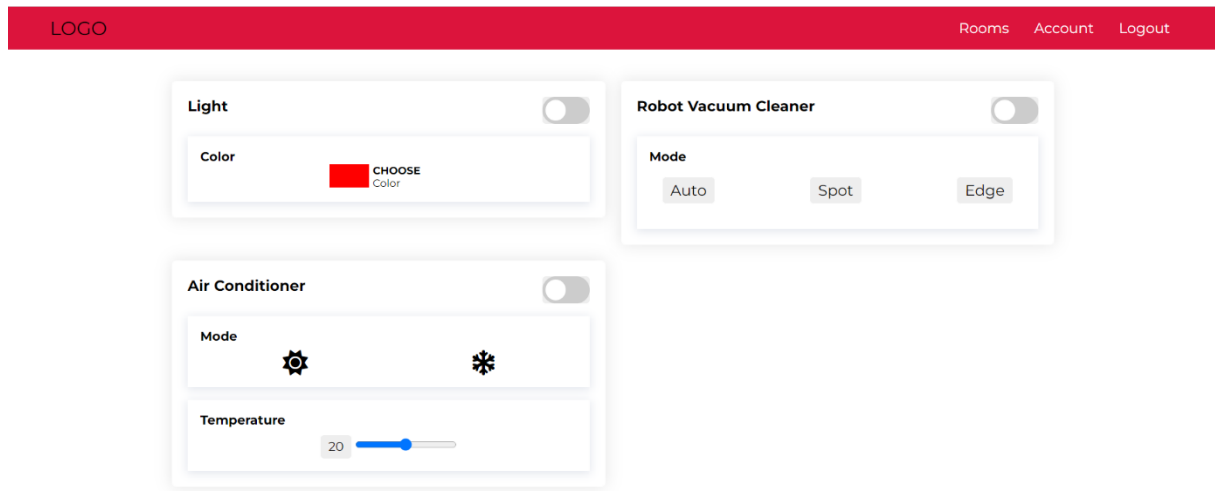 LOGO Rooms Account Logout
Light
Color
CHOOSE
Color
Robot Vacuum Cleaner
Mode
Auto Spot Edge
Air Conditioner
Mode
Temperature
20